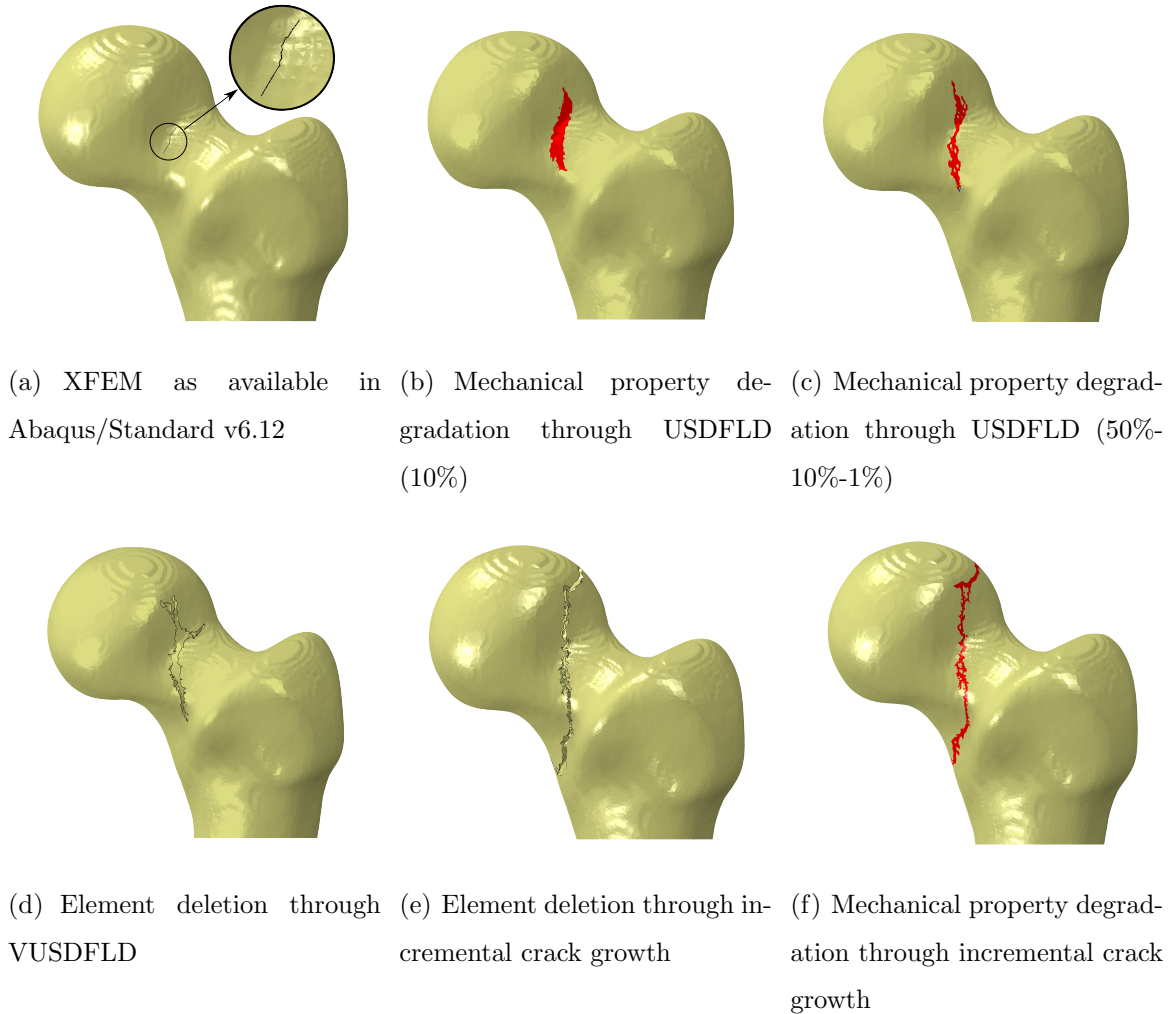 (a) XFEM as available in
Abaqus/Standard v6.12
(b) Mechanical property de-
gradation through USDFLD
(10%)
(c) Mechanical property degrad-
ation through USDFLD (50%-
10%-1%)
(d) Element deletion through
VUSDFLD
(e) Element deletion through in-
cremental crack growth
(f) Mechanical property degrad-
ation through incremental crack
growth